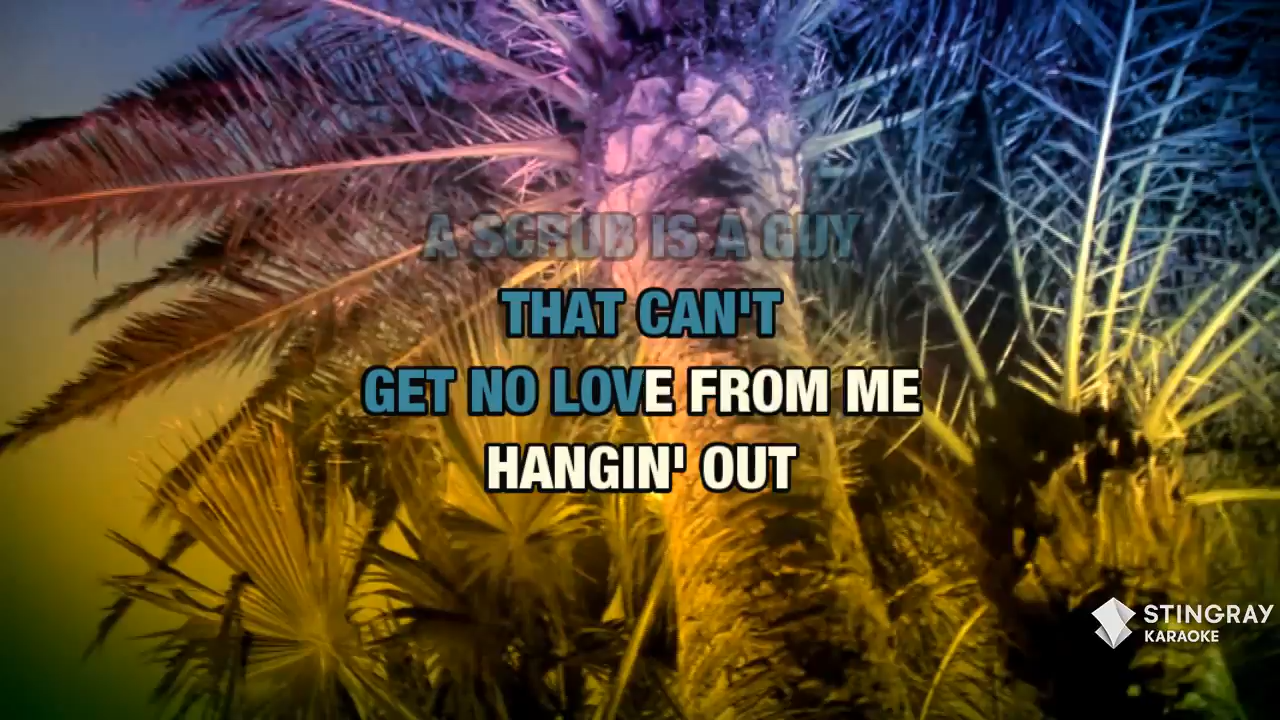 A SCRUB IS A GUY
THAT CAN'T
GET NO LOVE FROM ME
HANGIN' OUT
STINGRAY
KARAOKE